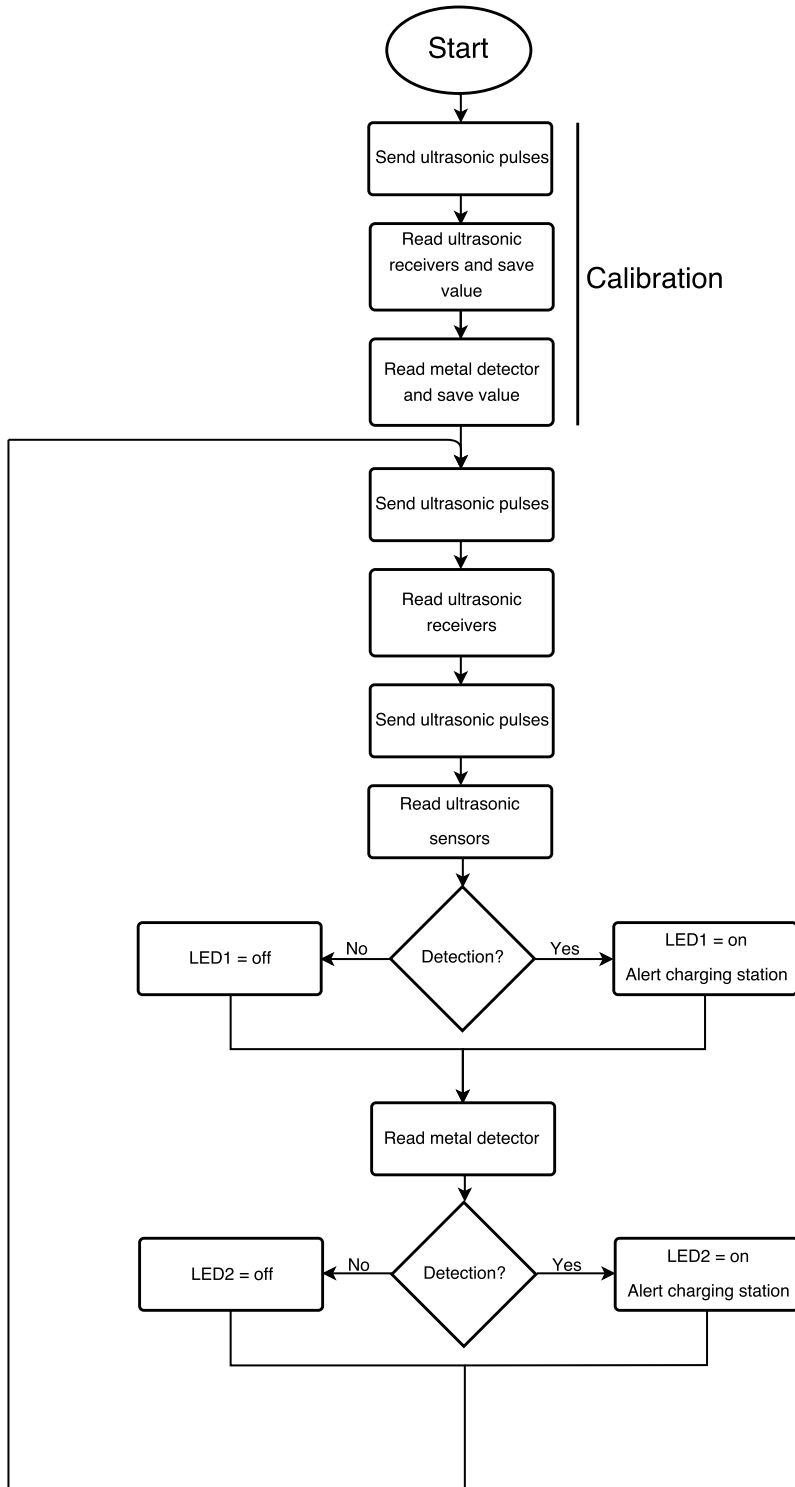 Start
Send ultrasonic pulses
Read ultrasonic
receivers and save
value
Calibration
Read metal detector
and save value
Send ultrasonic pulses
Read ultrasonic
receivers
Send ultrasonic pulses
Read ultrasonic
sensors
LED1 = off
No
Detection?
Yes
LED1 = on
Alert charging station
Read metal detector
LED2 = off
No
Detection?
Yes
LED2 = on
Alert charging station